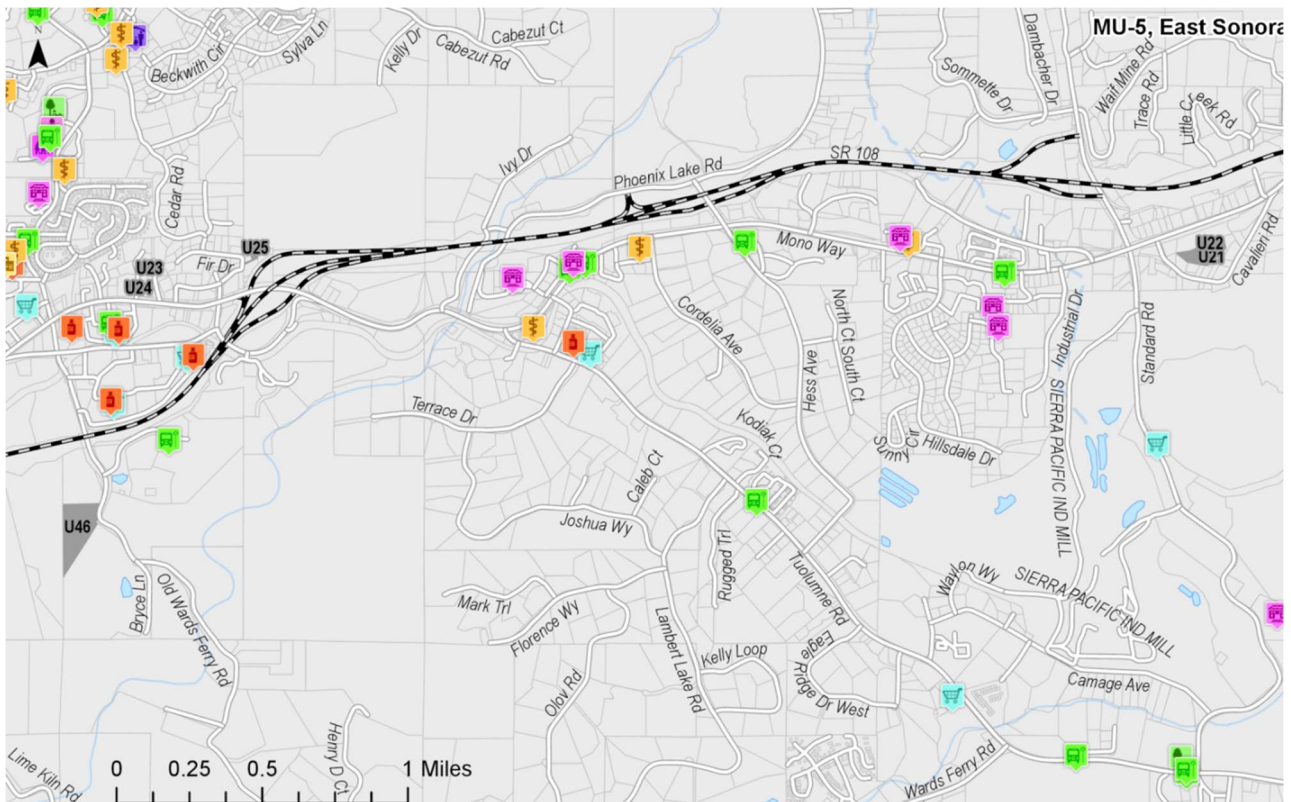 MU-5, East Sonora
N
Beckwith Cir
Sylva Ln
Kelly Dr
Cabezut Ct
Cabezut Rd
Sommette Dr
Dambacher Dr
Waif Mine Rd
Trace Rd
Little Creek Rd
Ivy Dr
Phoenix Lake Rd
SR 108
Cedar Rd
Fir Dr
U25
U23
U24
Mono Way
U22
U21
Cavalieri Rd
Cordelia Ave
North Ct South Ct
Hess Ave
Industrial Dr
Standard Rd
Terrace Dr
Kodiak Ct
Sunny Cir
Hillsdale Dr
SIERRA PACIFIC IND MILL
Caleb Ct
Joshua Wy
U46
Rugged Trl
Tuolumne Rd
Waylon Wy
SIERRA PACIFIC IND MILL
Bryce Ln
Old Wards Ferry Rd
Mark Trl
Florence Wy
Lambert Lake Rd
Kelly Loop
Eagle
Ridge Dr West
Camage Ave
Olov Rd
Henry D Ct
Wards Ferry Rd
Lime Kiln Rd
0 0.25 0.5 1 Miles